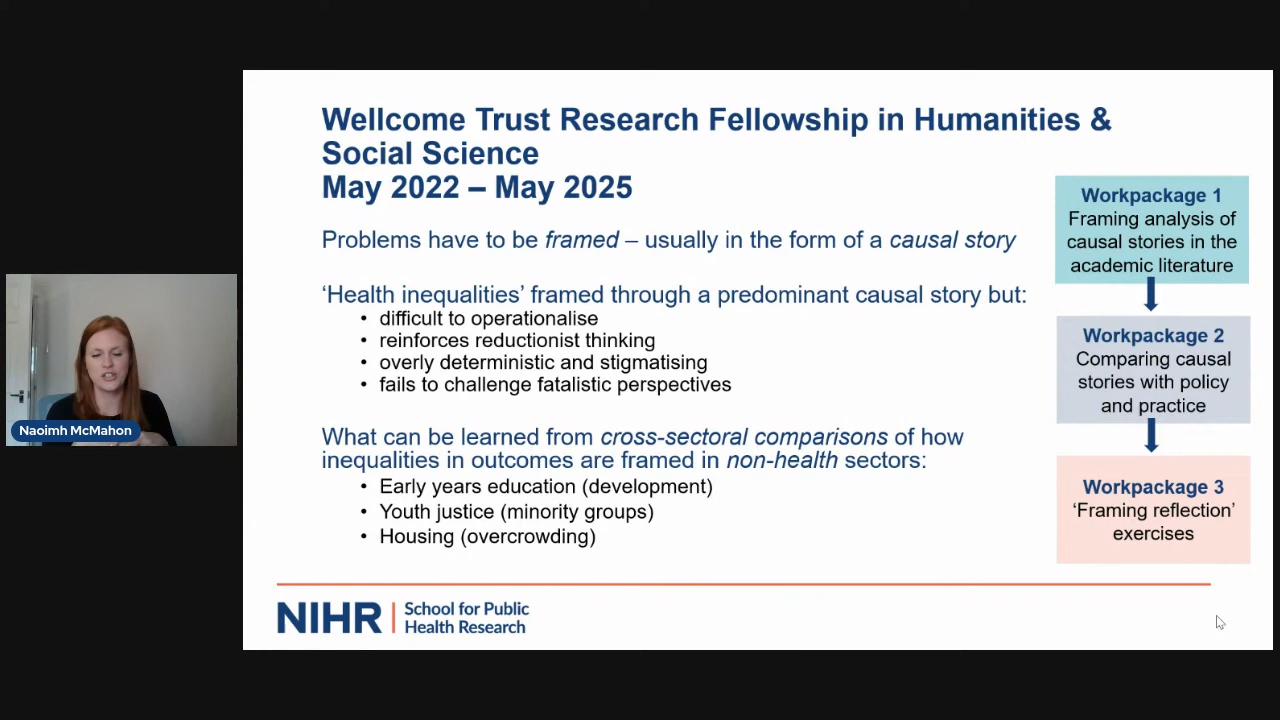 Wellcome Trust Research Fellowship in Humanities &
Social Science
May 2022 – May 2025
Problems have to be framed – usually in the form of a causal story
‘Health inequalities’ framed through a predominant causal story but:
• difficult to operationalise
• reinforces reductionist thinking
• overly deterministic and stigmatising
• fails to challenge fatalistic perspectives
What can be learned from cross-sectoral comparisons of how
inequalities in outcomes are framed in non-health sectors:
• Early years education (development)
• Youth justice (minority groups)
• Housing (overcrowding)
Workpackage 1
Framing analysis of
causal stories in the
academic literature
Workpackage 2
Comparing causal
stories with policy
and practice
Workpackage 3
‘Framing reflection’
exercises
NIHR
School for Public
Health Research
Naoimh McMahon